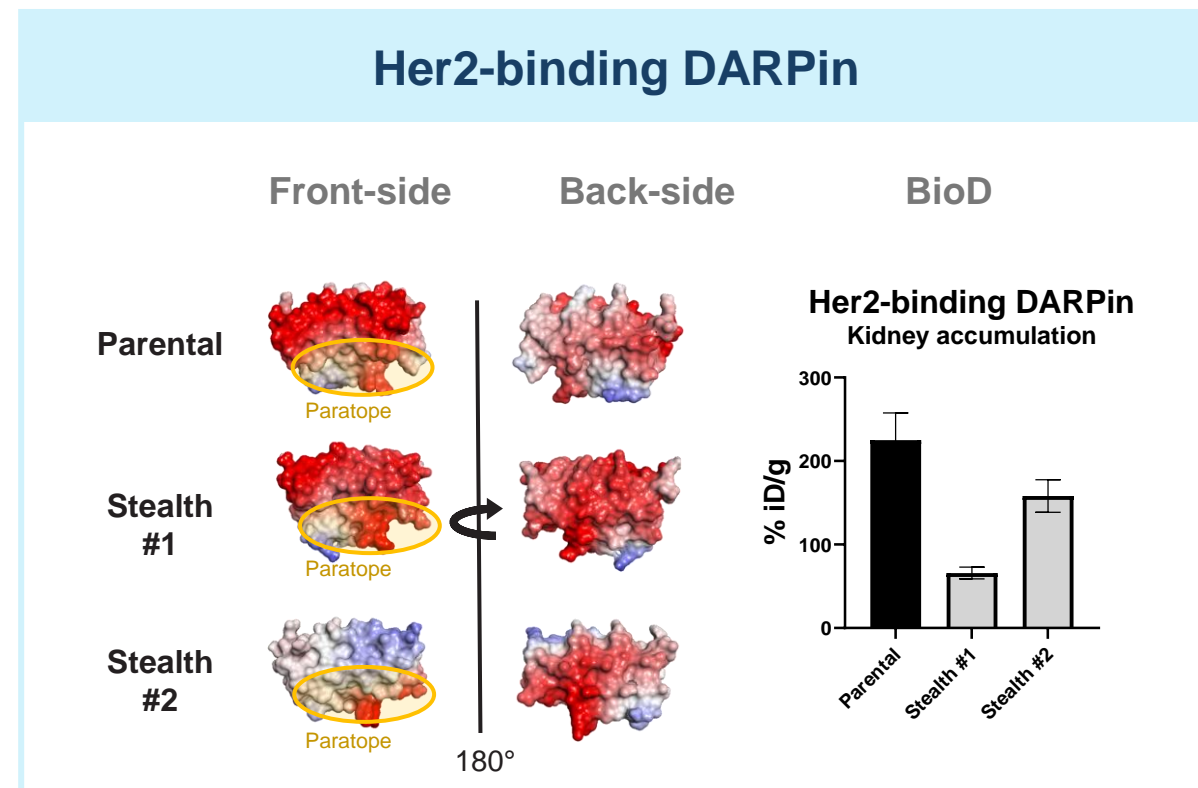 Her2-binding DARPin
Front-side
Back-side
BioD
Parental
Paratope
Stealth
#1
Paratope
Stealth
#2
Paratope
180°
Her2-binding DARPin
Kidney accumulation
% iD/g
300
200
100
0
Parental
Stealth #1
Stealth #2